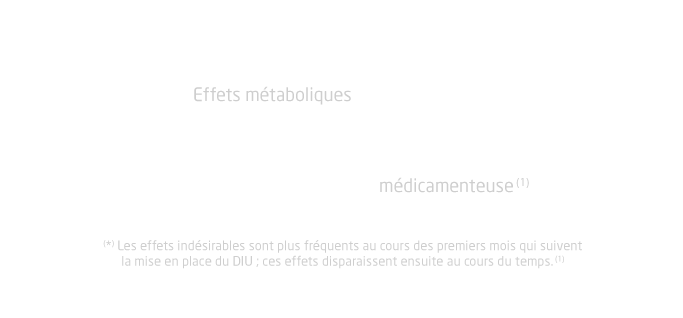 Effets métaboliques
médicamenteuse (1)
(*) Les effets indésirables sont plus fréquents au cours des premiers mois qui suivent
la mise en place du DIU ; ces effets disparaissent ensuite au cours du temps. (1)